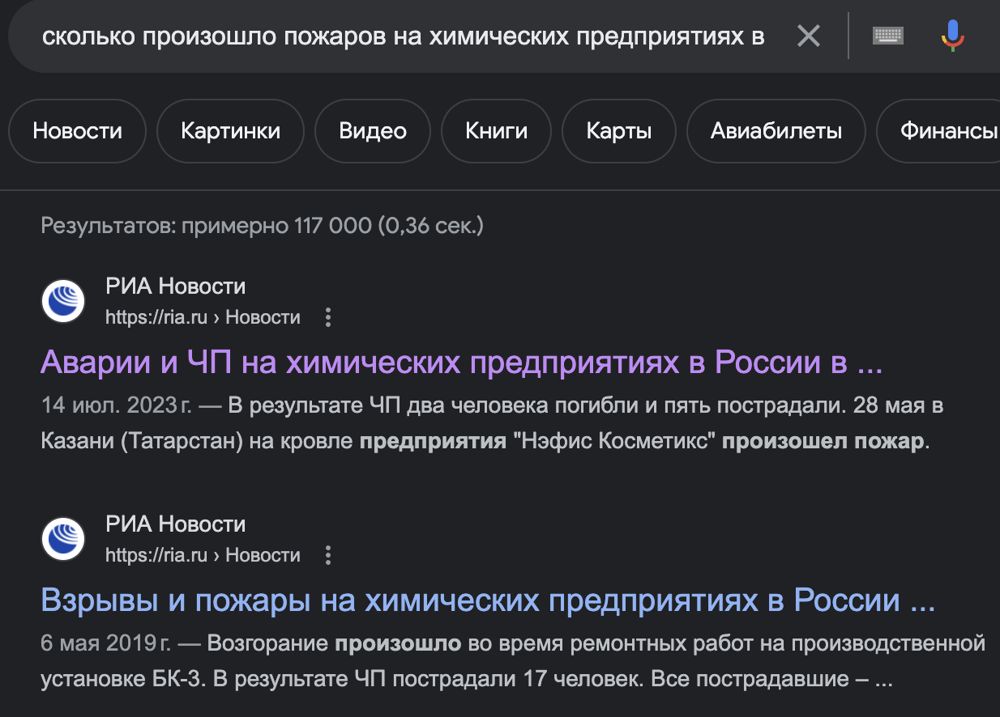 сколько произошло пожаров на химических предприятиях в
Новости Картинки Видео Книги Карты Авиабилеты Финансы
Результатов: примерно 117 000 (0,36 сек.)
РИА Новости
https://ria.ru › Новости
Аварии и ЧП на химических предприятиях в России в ...
14 июл. 2023 г. — В результате ЧП два человека погибли и пять пострадали. 28 мая в
Казани (Татарстан) на кровле предприятия "Нэфис Косметикс" произошел пожар.
РИА Новости
https://ria.ru › Новости
Взрывы и пожары на химических предприятиях в России ...
6 мая 2019 г. — Возгорание произошло во время ремонтных работ на производственной
установке БК-3. В результате ЧП пострадали 17 человек. Все пострадавшие – ...